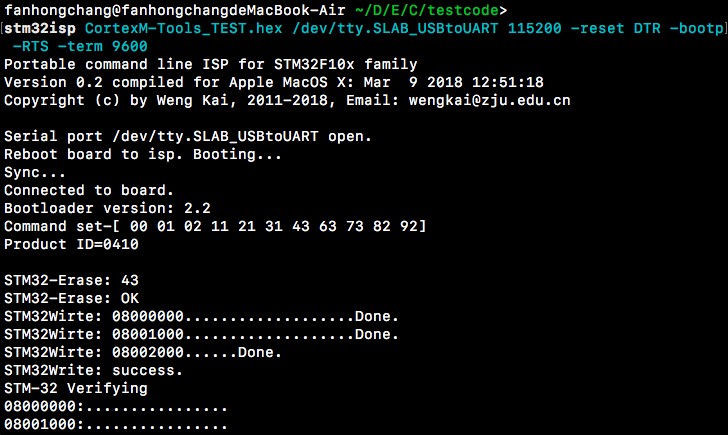 fanhongchang@fanhongchangdeMacBook-Air ~/D/E/C/testcode>
stm32isp CortexM-Tools_TEST.hex /dev/tty.SLAB_USBtoUART 115200 -reset DTR -bootp
-RTS -term 9600
Portable command line ISP for STM32F10x family
Version 0.2 compiled for Apple MacOS X: Mar  9 2018 12:51:18
Copyright (c) by Weng Kai, 2011-2018, Email: wengkai@zju.edu.cn
Serial port /dev/tty.SLAB_USBtoUART open.
Reboot board to isp. Booting...
Sync...
Connected to board.
Bootloader version: 2.2
Command set-[ 00 01 02 11 21 31 43 63 73 82 92]
Product ID=0410
STM32-Erase: 43
STM32-Erase: OK
STM32Wirte: 08000000...................Done.
STM32Wirte: 08001000...................Done.
STM32Wirte: 08002000......Done.
STM32Write: success.
STM-32 Verifying
08000000:................
08001000:................